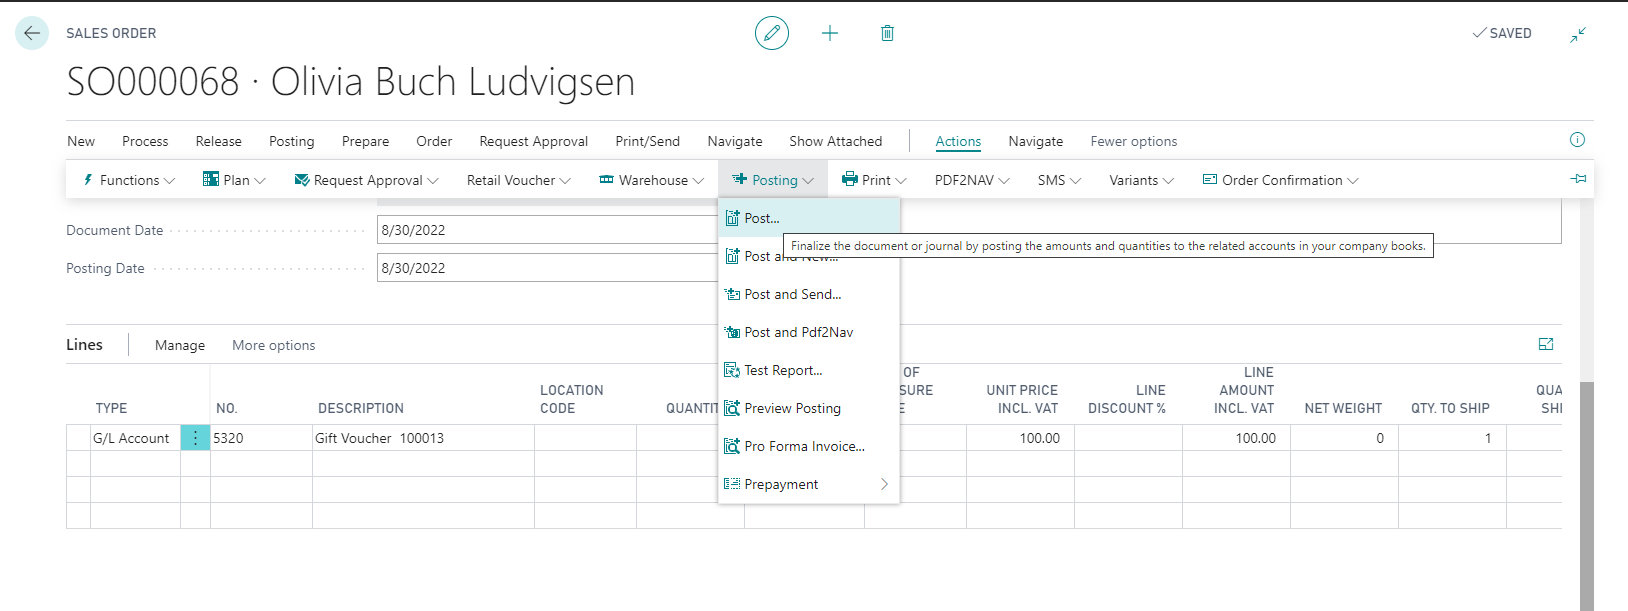 SALES ORDER
SAVED
SO000068 · Olivia Buch Ludvigsen
New Process Release Posting Prepare Order Request Approval Print/Send Navigate Show Attached Actions Navigate Fewer options
Functions Plan Request Approval Retail Voucher Warehouse Posting Print PDF2NAV SMS Variants Order Confirmation
Post...
Document Date 8/30/2022
Finalize the document or journal by posting the amounts and quantities to the related accounts in your company books.
Post and New...
Posting Date 8/30/2022
Post and Send...
Post and Pdf2Nav
Lines Manage More options
Test Report...
Preview Posting
Pro Forma Invoice...
Prepayment
TYPE NO. DESCRIPTION LOCATION CODE QUANTIT OF SURE E UNIT PRICE INCL. VAT LINE DISCOUNT % LINE AMOUNT INCL. VAT NET WEIGHT QTY. TO SHIP QUA SHI
G/L Account 5320 Gift Voucher 100013 100.00 100.00 0 1